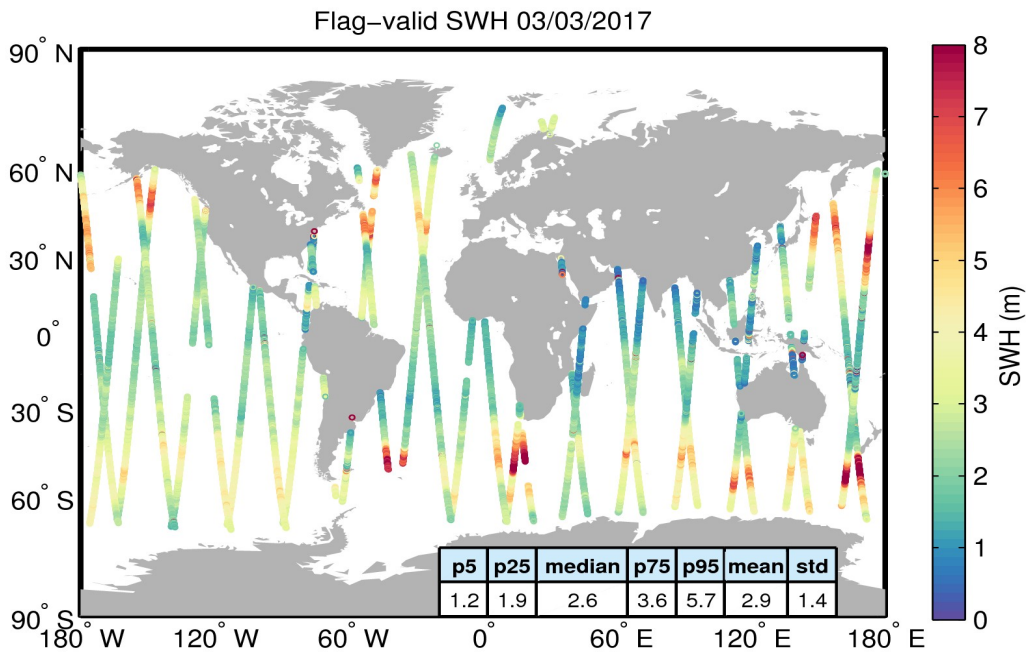 Flag−valid SWH 03/03/2017
90° N
60° N
30° N
0°
30° S
60° S
90° S
180° W
120° W
60° W
0°
60° E
120° E
180° E
p5 p25 median p75 p95 mean std
1.2 1.9 2.6 3.6 5.7 2.9 1.4
8
7
6
5
4
3
2
1
0
SWH (m)